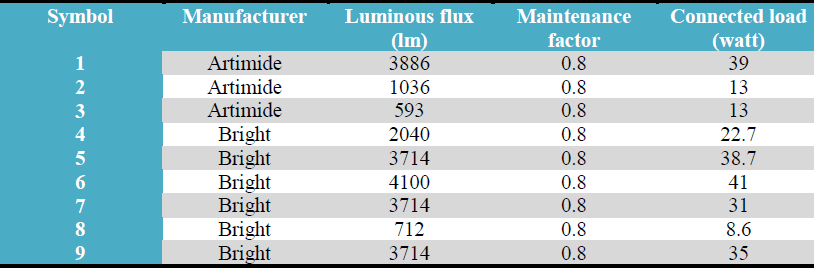 Symbol Manufacturer Luminous flux (lm) Maintenance factor Connected load (watt)
1 Artimide 3886 0.8 39
2 Artimide 1036 0.8 13
3 Artimide 593 0.8 13
4 Bright 2040 0.8 22.7
5 Bright 3714 0.8 38.7
6 Bright 4100 0.8 41
7 Bright 3714 0.8 31
8 Bright 712 0.8 8.6
9 Bright 3714 0.8 35